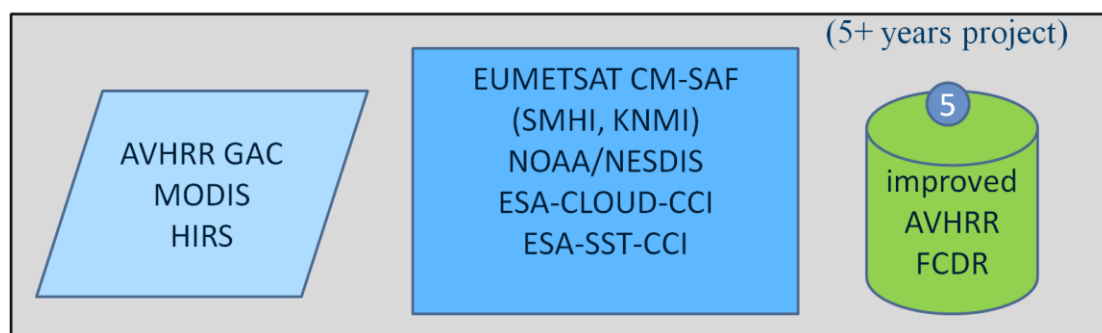 AVHRR GAC
MODIS
HIRS
EUMETSAT CM-SAF
(SMHI, KNMI)
NOAA/NESDIS
ESA-CLOUD-CCI
ESA-SST-CCI
(5+ years project)
5
improved
AVHRR
FCDR